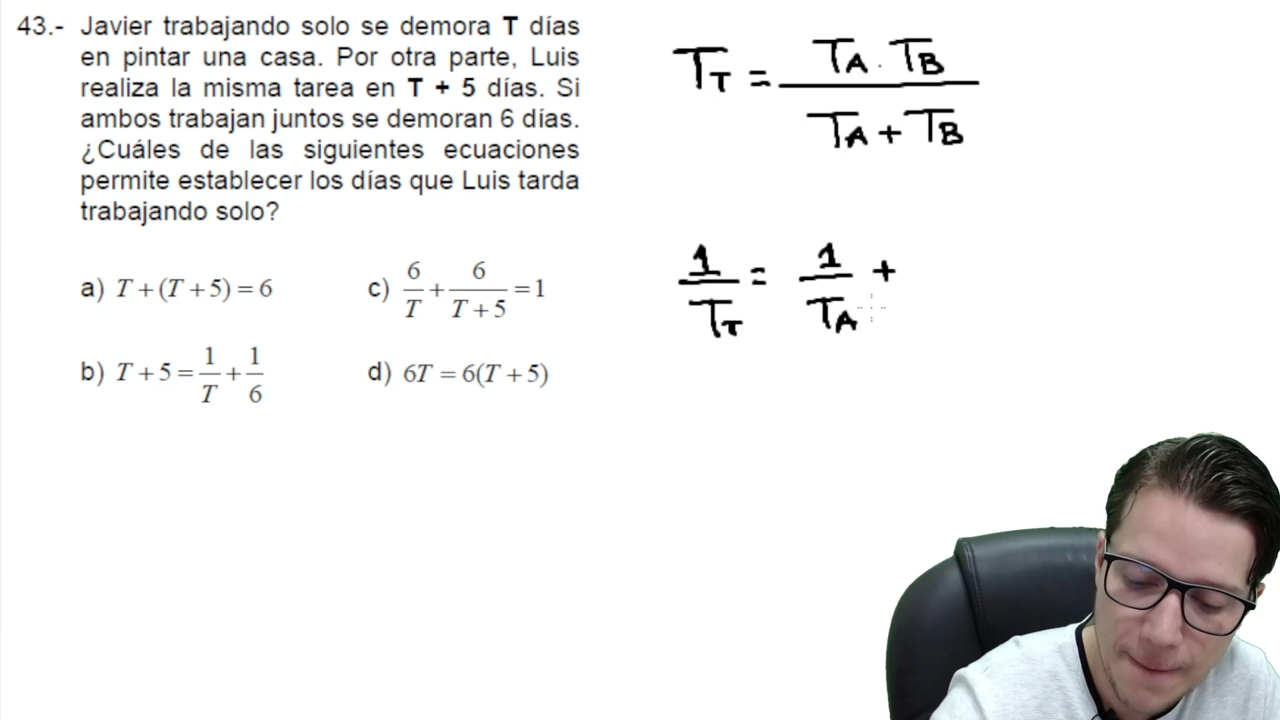 43.- Javier trabajando solo se demora T días
en pintar una casa. Por otra parte, Luis
realiza la misma tarea en T + 5 días. Si
ambos trabajan juntos se demoran 6 días.
¿Cuáles de las siguientes ecuaciones
permite establecer los días que Luis tarda
trabajando solo?
a) T + (T + 5) = 6
b) T + 5 = 1/T + 1/6
c) 6/T + 6/(T + 5) = 1
d) 6T = 6(T + 5)
T_T = (T_A . T_B)/(T_A + T_B)
1/T_T = 1/T_A +